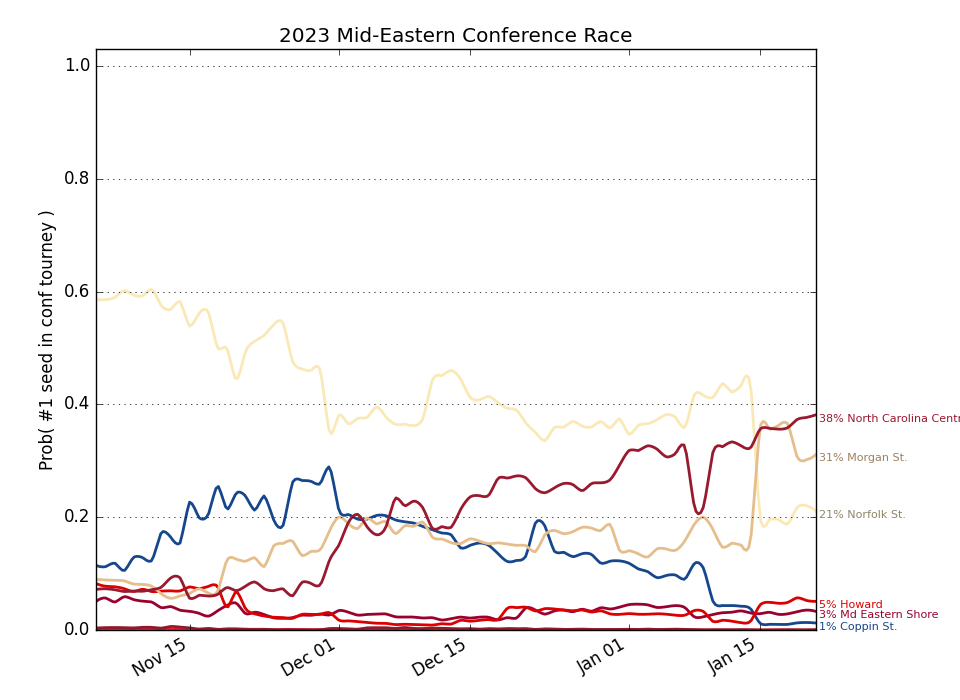 2023 Mid-Eastern Conference Race
Prob( #1 seed in conf tourney )
1.0
0.8
0.6
0.4
0.2
0.0
Nov 15
Dec 01
Dec 15
Jan 01
Jan 15
38% North Carolina Centr
31% Morgan St.
21% Norfolk St.
5% Howard
3% Md Eastern Shore
1% Coppin St.